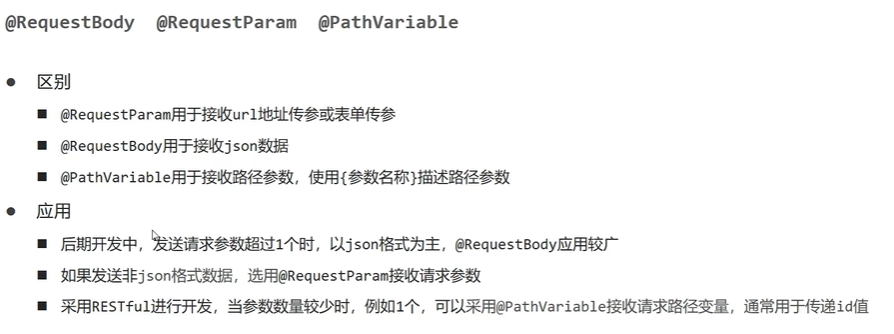 @RequestBody @RequestParam @PathVariable
● 区别
■ @RequestParam用于接收url地址传参或表单传参
■ @RequestBody用于接收json数据
■ @PathVariable用于接收路径参数，使用{参数名称}描述路径参数
● 应用
■ 后期开发中，发送请求参数超过1个时，以json格式为主，@RequestBody应用较广
■ 如果发送非json格式数据，选用@RequestParam接收请求参数
■ 采用RESTful进行开发，当参数数量较少时，例如1个，可以采用@PathVariable接收请求路径变量，通常用于传递id值